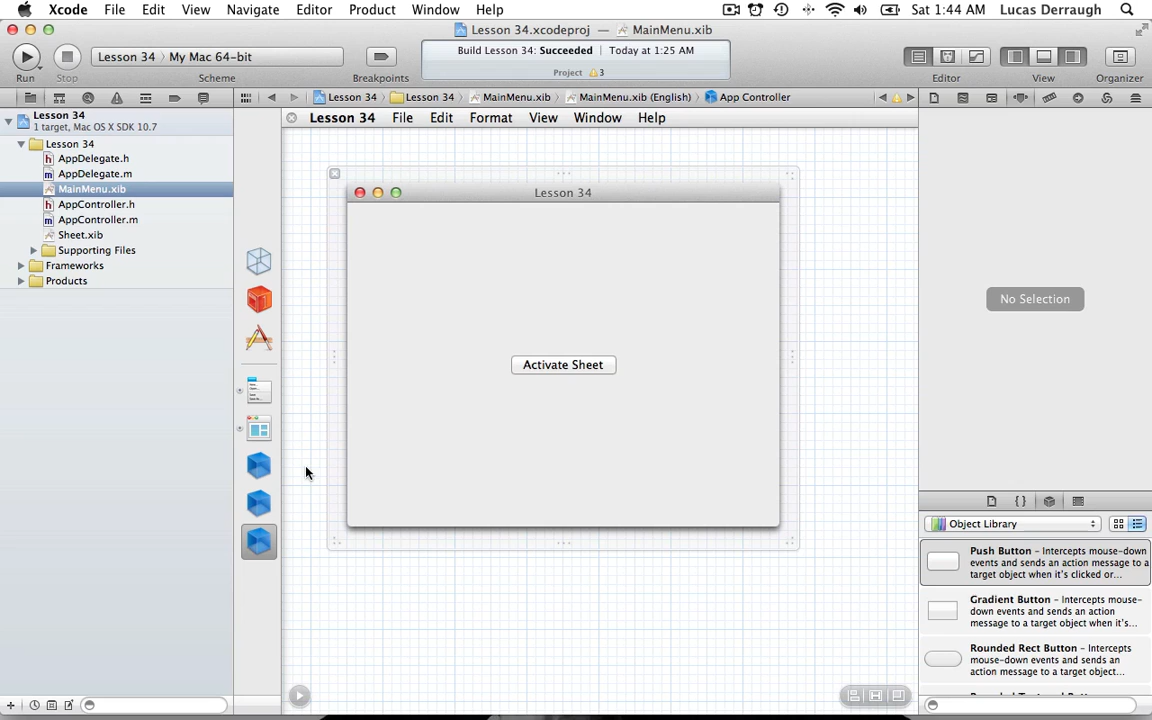 Xcode File Edit View Navigate Editor Product Window Help Sat 1:44 AM Lucas Derraugh
Lesson 34.xcodeproj — MainMenu.xib
Lesson 34 〉 My Mac 64-bit
Build Lesson 34: Succeeded | Today at 1:25 AM
Project 3
Run Stop Scheme Breakpoints Editor View Organizer
Lesson 34 〉 Lesson 34 〉 MainMenu.xib 〉 MainMenu.xib (English) 〉 App Controller
Lesson 34
1 target, Mac OS X SDK 10.7
Lesson 34
AppDelegate.h
AppDelegate.m
MainMenu.xib
AppController.h
AppController.m
Sheet.xib
Supporting Files
Frameworks
Products
Lesson 34 File Edit Format View Window Help
Lesson 34
Activate Sheet
No Selection
Object Library
Push Button – Intercepts mouse-down
events and sends an action message to a
target object when it's clicked or...
Gradient Button – Intercepts mouse-
down events and sends an action
message to a target object when it's...
Rounded Rect Button – Intercepts
mouse-down events and sends an
action message to a target object...